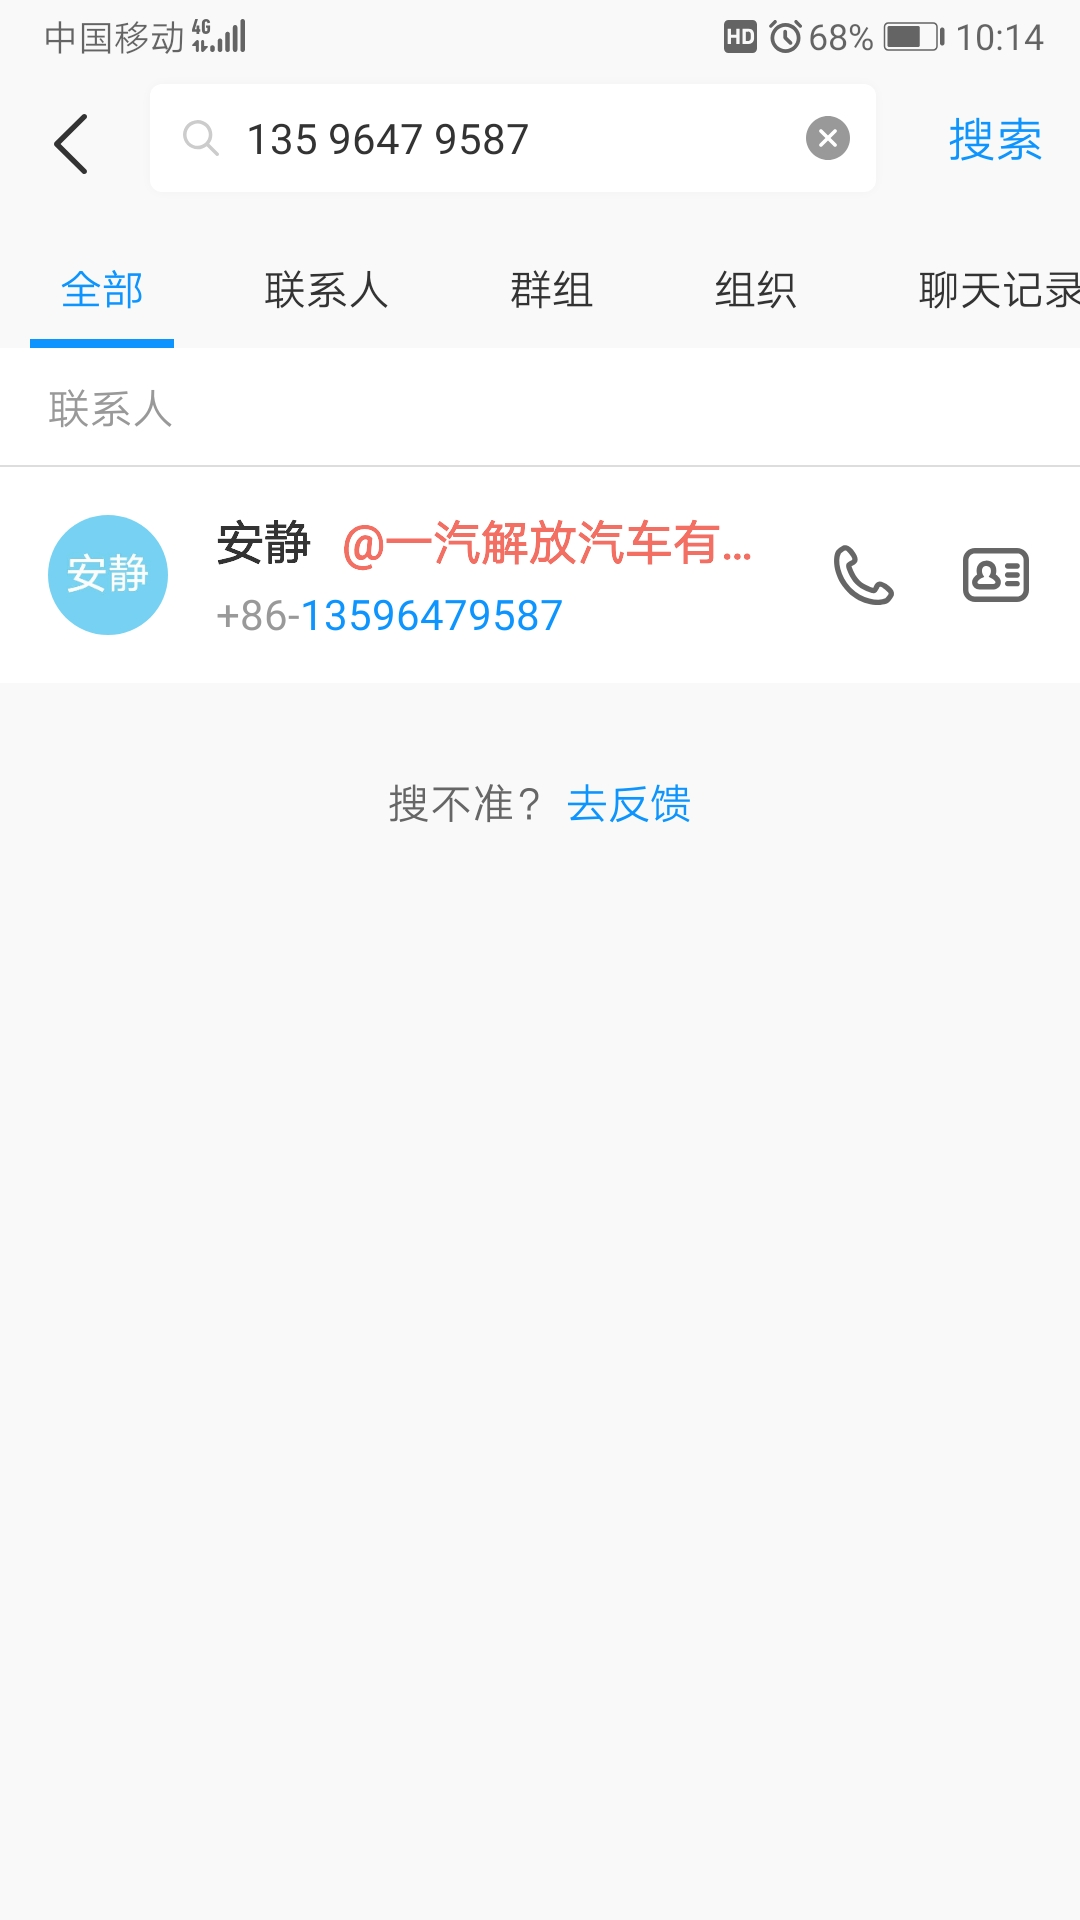 中国移动 4G HD 68% 10:14
135 9647 9587 搜索
全部 联系人 群组 组织 聊天记录
联系人
安静 安静 @一汽解放汽车有...
+86-13596479587
搜不准？ 去反馈